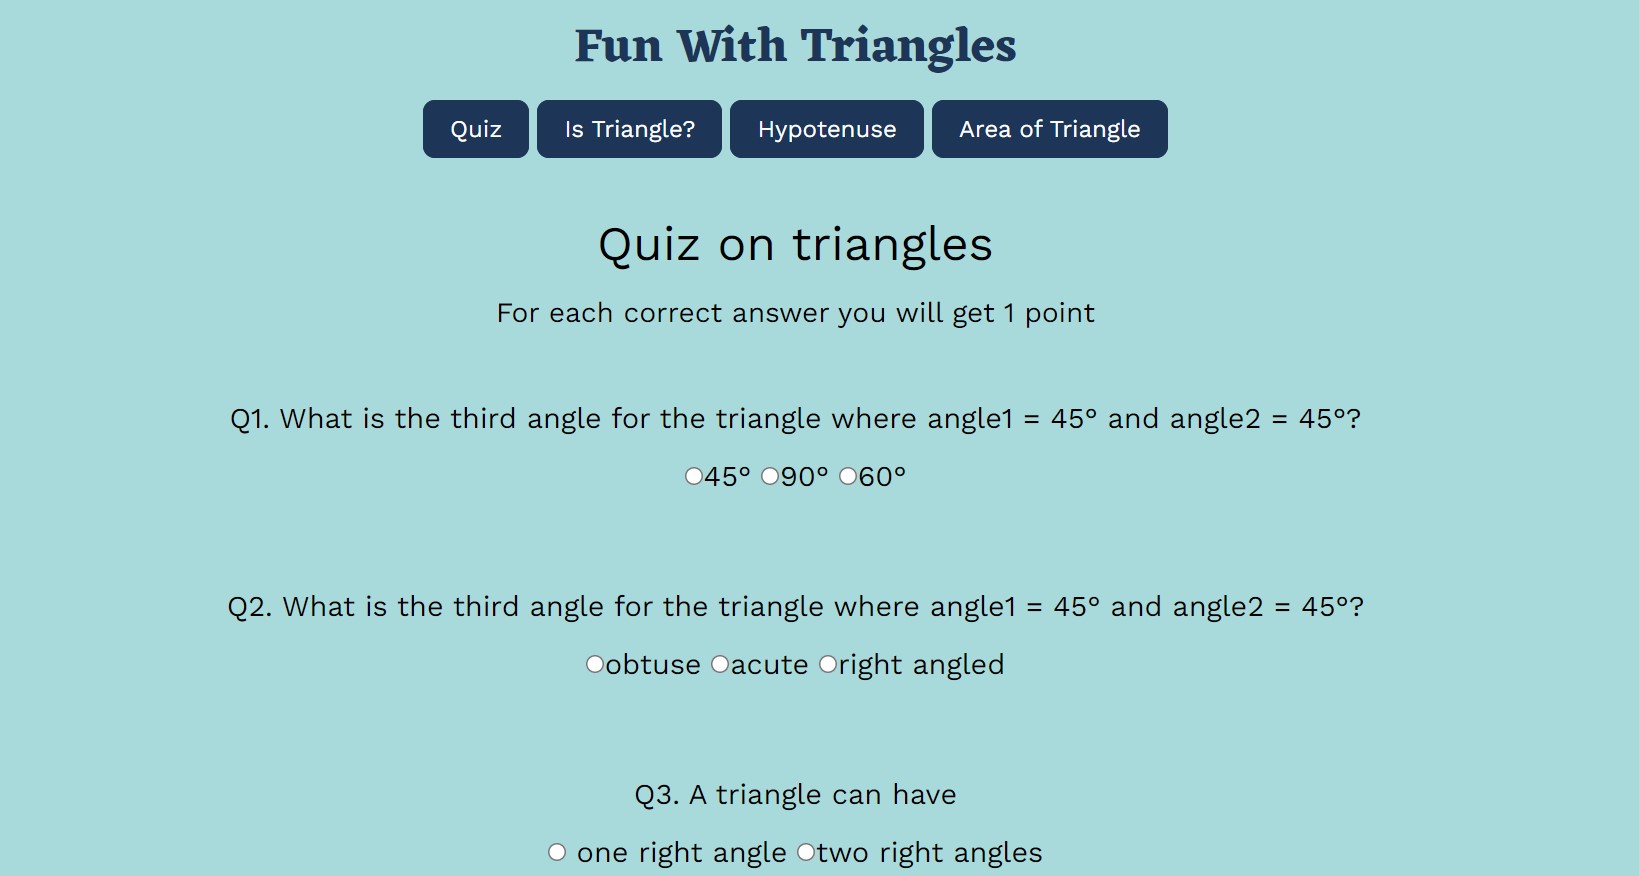 Fun With Triangles
Quiz Is Triangle? Hypotenuse Area of Triangle
Quiz on triangles
For each correct answer you will get 1 point
Q1. What is the third angle for the triangle where angle1 = 45° and angle2 = 45°?
45° 90° 60°
Q2. What is the third angle for the triangle where angle1 = 45° and angle2 = 45°?
obtuse acute right angled
Q3. A triangle can have
one right angle two right angles